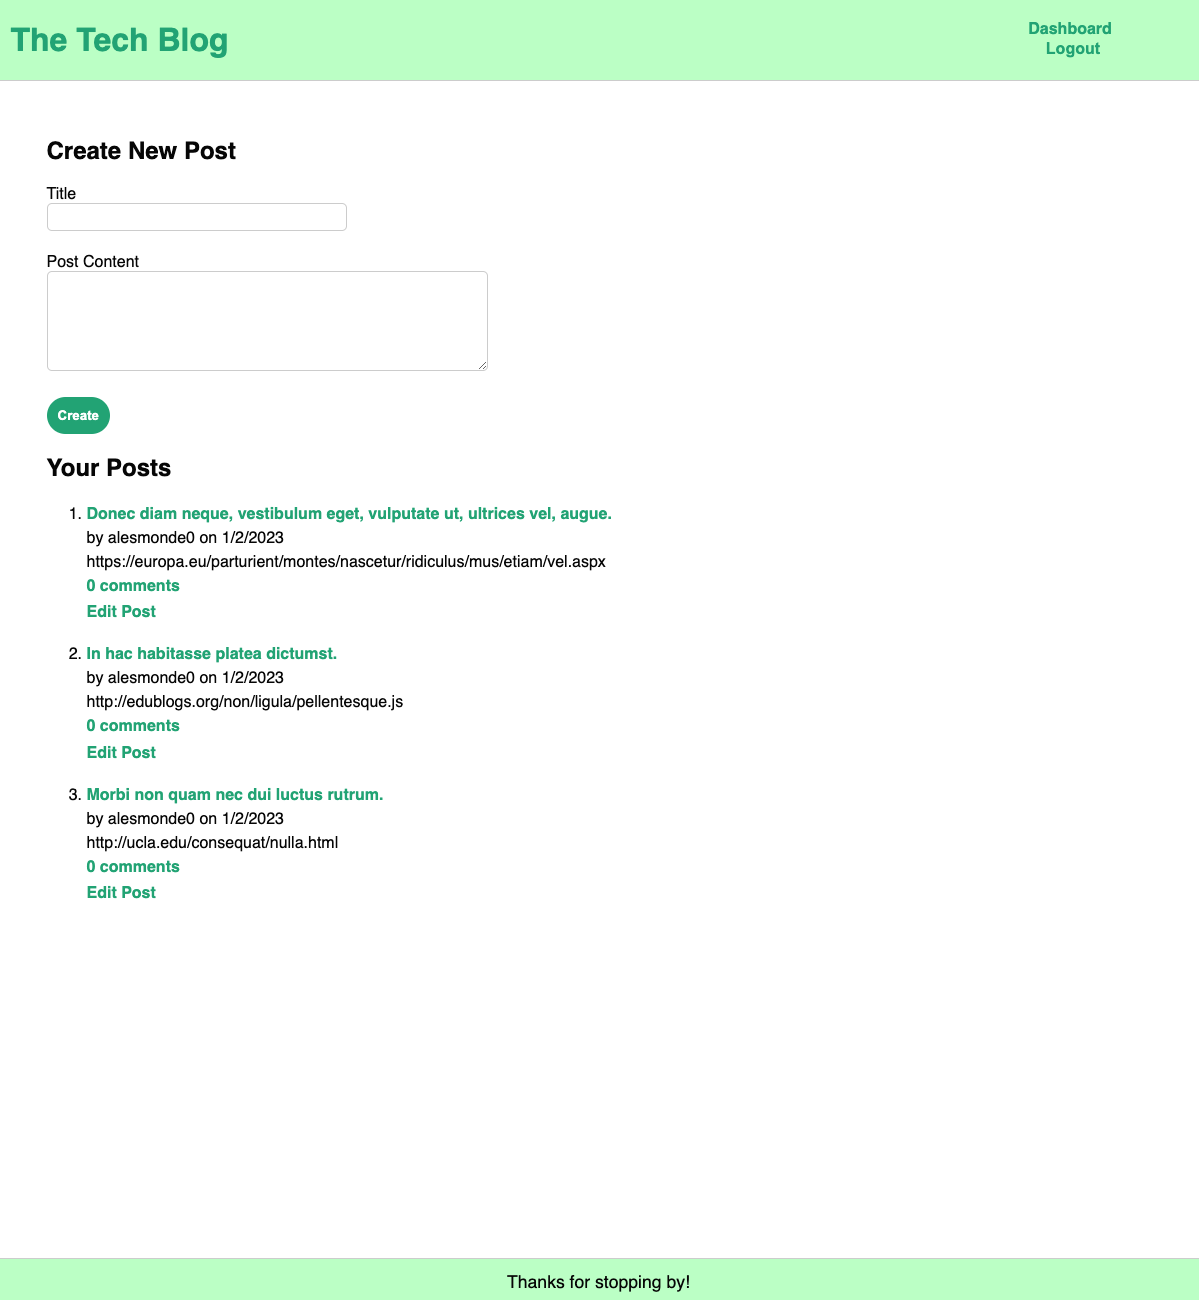 The Tech Blog
Dashboard
Logout
Create New Post
Title
Post Content
Create
Your Posts
1. Donec diam neque, vestibulum eget, vulputate ut, ultrices vel, augue.
by alesmonde0 on 1/2/2023
https://europa.eu/parturient/montes/nascetur/ridiculus/mus/etiam/vel.aspx
0 comments
Edit Post
2. In hac habitasse platea dictumst.
by alesmonde0 on 1/2/2023
http://edublogs.org/non/ligula/pellentesque.js
0 comments
Edit Post
3. Morbi non quam nec dui luctus rutrum.
by alesmonde0 on 1/2/2023
http://ucla.edu/consequat/nulla.html
0 comments
Edit Post
Thanks for stopping by!